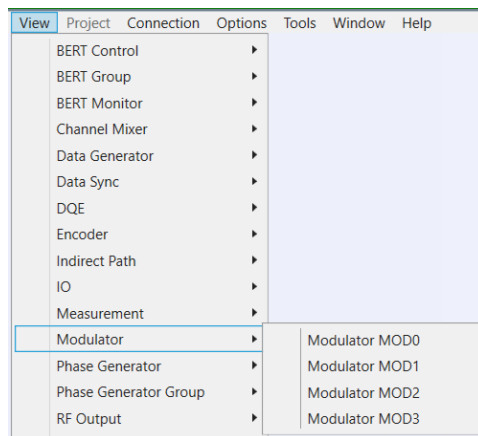 View Project Connection Options Tools Window Help
BERT Control
BERT Group
BERT Monitor
Channel Mixer
Data Generator
Data Sync
DQE
Encoder
Indirect Path
IO
Measurement
Modulator
Modulator MOD0
Modulator MOD1
Modulator MOD2
Modulator MOD3
Phase Generator
Phase Generator Group
RF Output